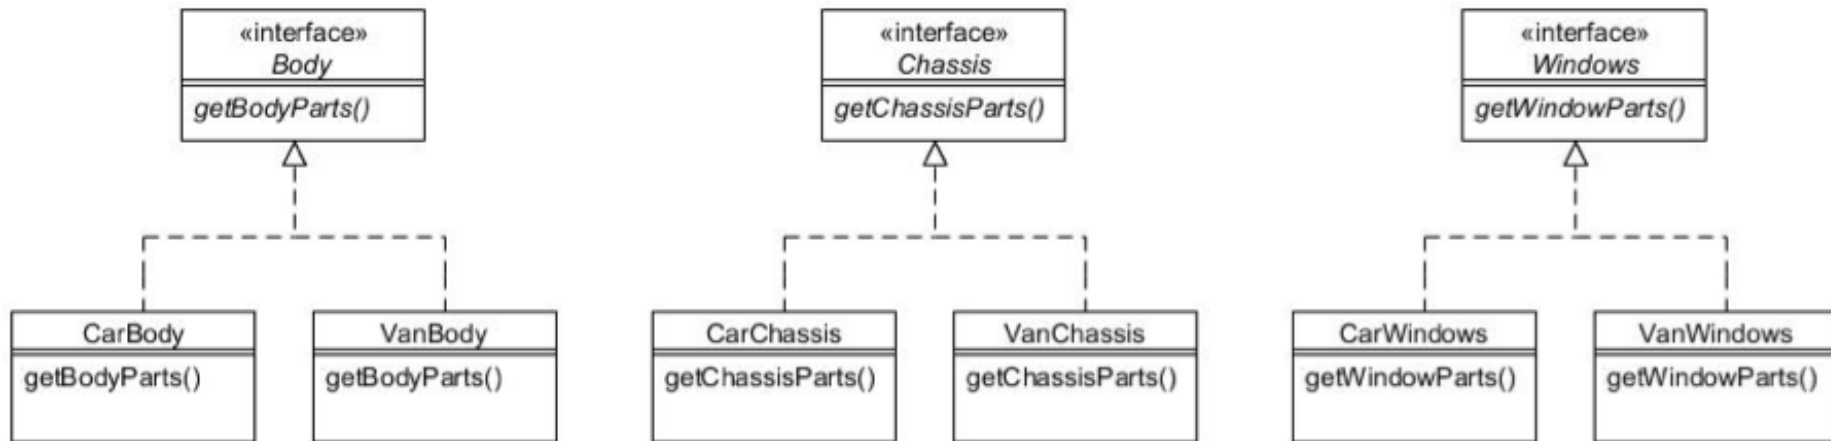 «interface»
Body
getBodyParts()
«interface»
Chassis
getChassisParts()
«interface»
Windows
getWindowParts()
CarBody
getBodyParts()
VanBody
getBodyParts()
CarChassis
getChassisParts()
VanChassis
getChassisParts()
CarWindows
getWindowParts()
VanWindows
getWindowParts()